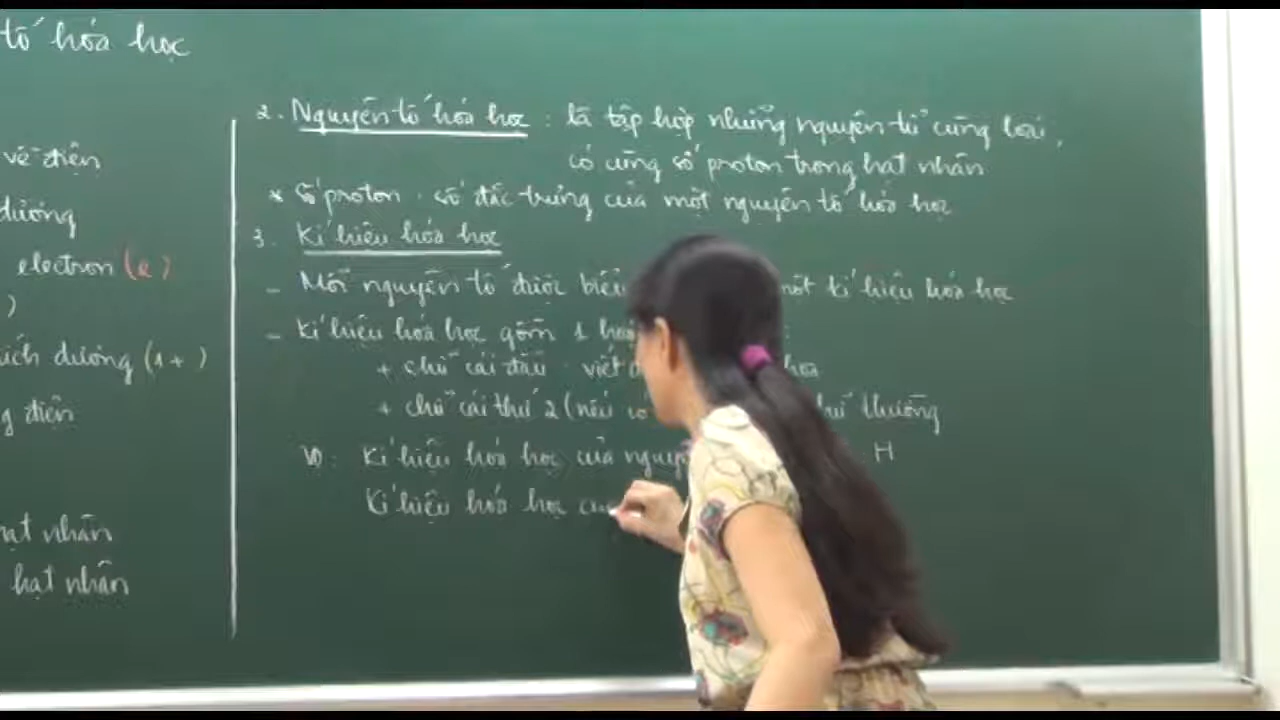 tố hóa học
về điện
dương
electron (e)
)
ích dương (1+)
g điện
hạt nhân
hạt nhân
2. Nguyên tố hóa học : là tập hợp những nguyên tử cùng loại,
có cùng số proton trong hạt nhân
* Số proton : số đặc trưng của một nguyên tố hóa học
3. Kí hiệu hóa học
- Mỗi nguyên tố được biểu một kí hiệu hóa học
- Kí hiệu hóa học gồm 1 hoặc
+ chữ cái đầu : viết hoa
+ chữ cái thứ 2 (nếu có thường
VD: Kí hiệu hóa học của nguyê H
Kí hiệu hóa học củ